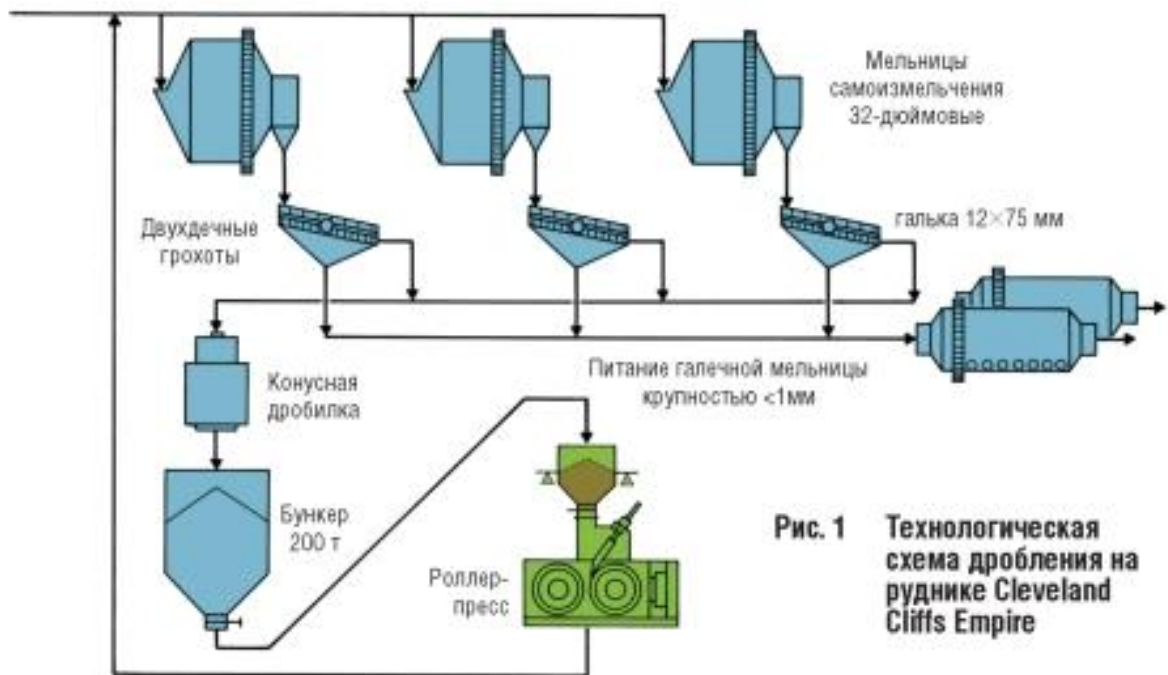 Мельницы
самоизмельчения
32-дюймовые
Двухдечные
грохоты
галька 12×75 мм
Питание галечной мельницы
крупностью <1мм
Конусная
дробилка
Бункер
200 т
Роллер-
пресс
Рис. 1 Технологическая
схема дробления на
руднике Cleveland
Cliffs Empire